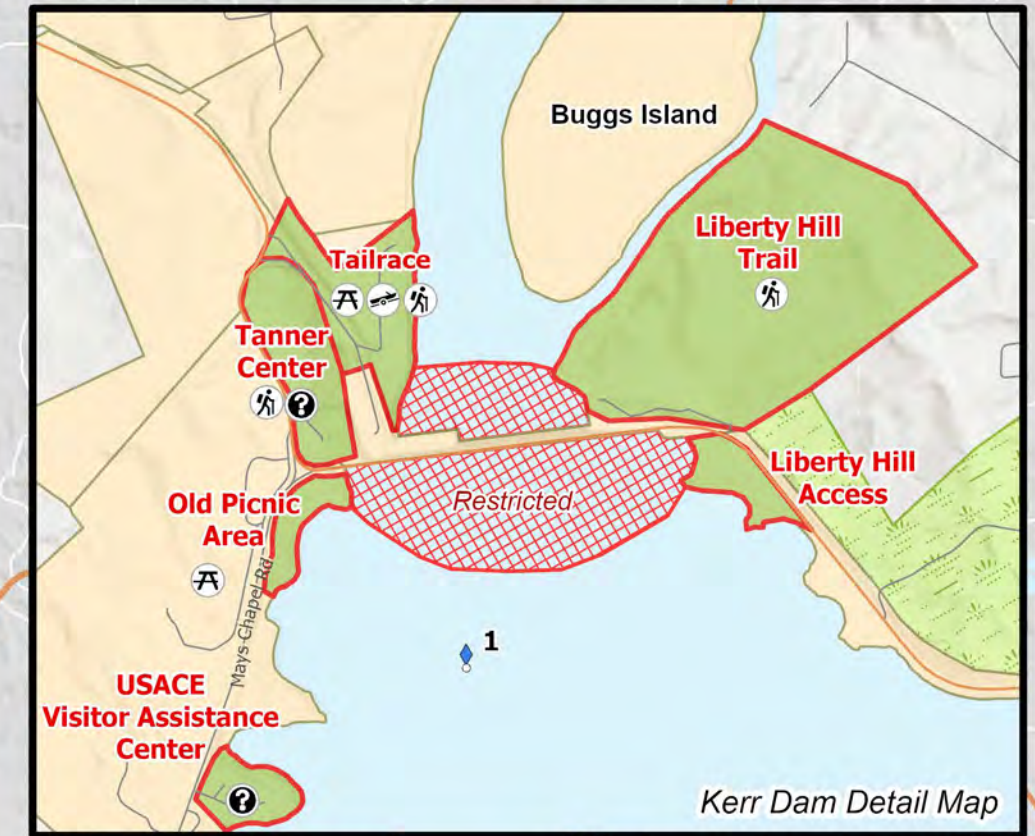 Buggs Island
Liberty Hill
Trail
Tailrace
Tanner
Center
?
Liberty Hill
Access
Old Picnic
Area
Restricted
Mays Chapel Rd
1
USACE
Visitor Assistance
Center
?
Kerr Dam Detail Map